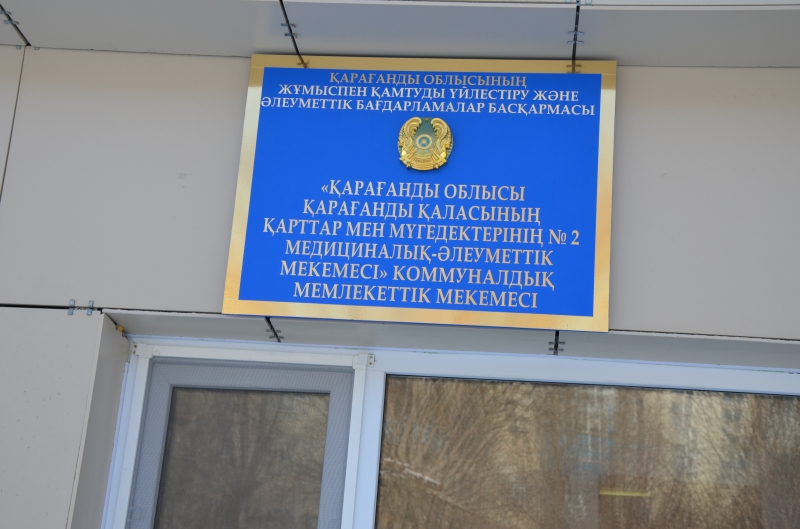 ҚАРАҒАНДЫ ОБЛЫСЫНЫҢ
ЖҰМЫСПЕН ҚАМТУДЫ ҮЙЛЕСТІРУ ЖӘНЕ
ӘЛЕУМЕТТІК БАҒДАРЛАМАЛАР БАСҚАРМАСЫ
«ҚАРАҒАНДЫ ОБЛЫСЫ
ҚАРАҒАНДЫ ҚАЛАСЫНЫҢ
ҚАРТТАР МЕН МҮГЕДЕКТЕРІНІҢ № 2
МЕДИЦИНАЛЫҚ-ӘЛЕУМЕТТІК
МЕКЕМЕСІ» КОММУНАЛДЫҚ
МЕМЛЕКЕТТІК МЕКЕМЕСІ